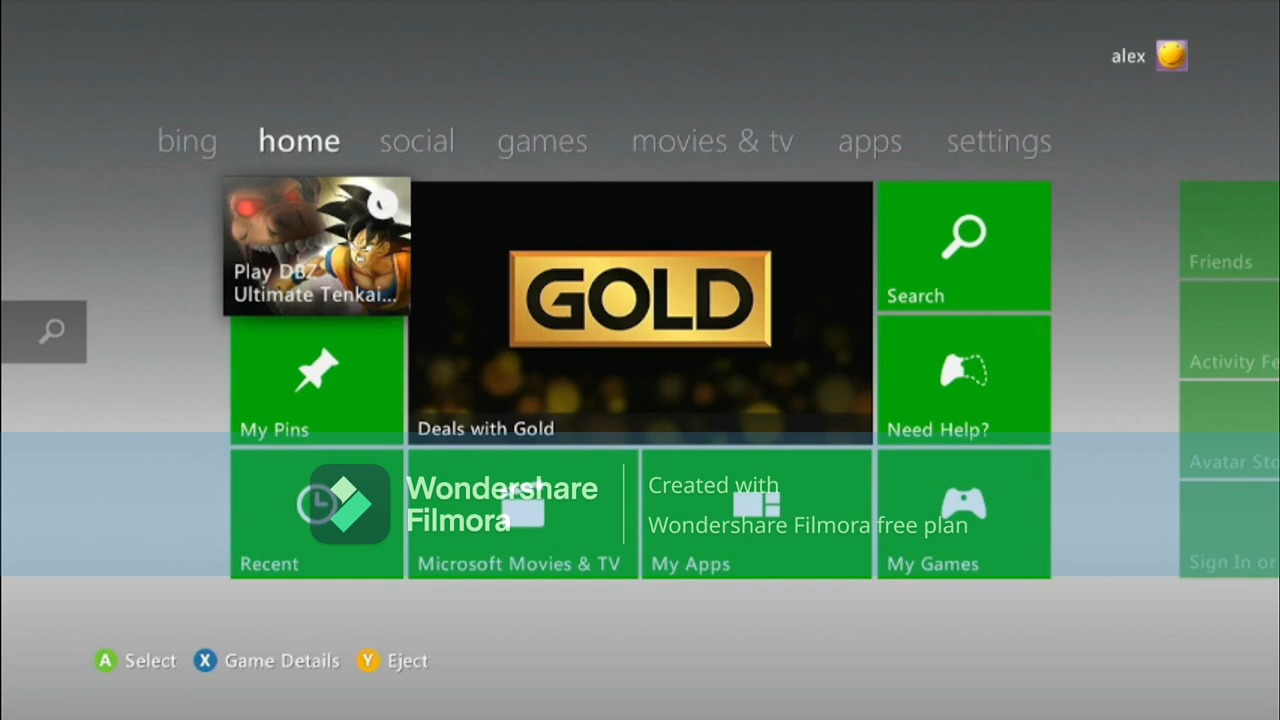 alex
bing home social games movies & tv apps settings
Play DBZ
Ultimate Tenkai...
GOLD
Deals with Gold
Search
Friends
My Pins
Need Help?
Activity Fe
Avatar Sto
Wondershare
Filmora
Created with
Wondershare Filmora free plan
Recent
Microsoft Movies & TV
My Apps
My Games
Sign In or
A Select X Game Details Y Eject